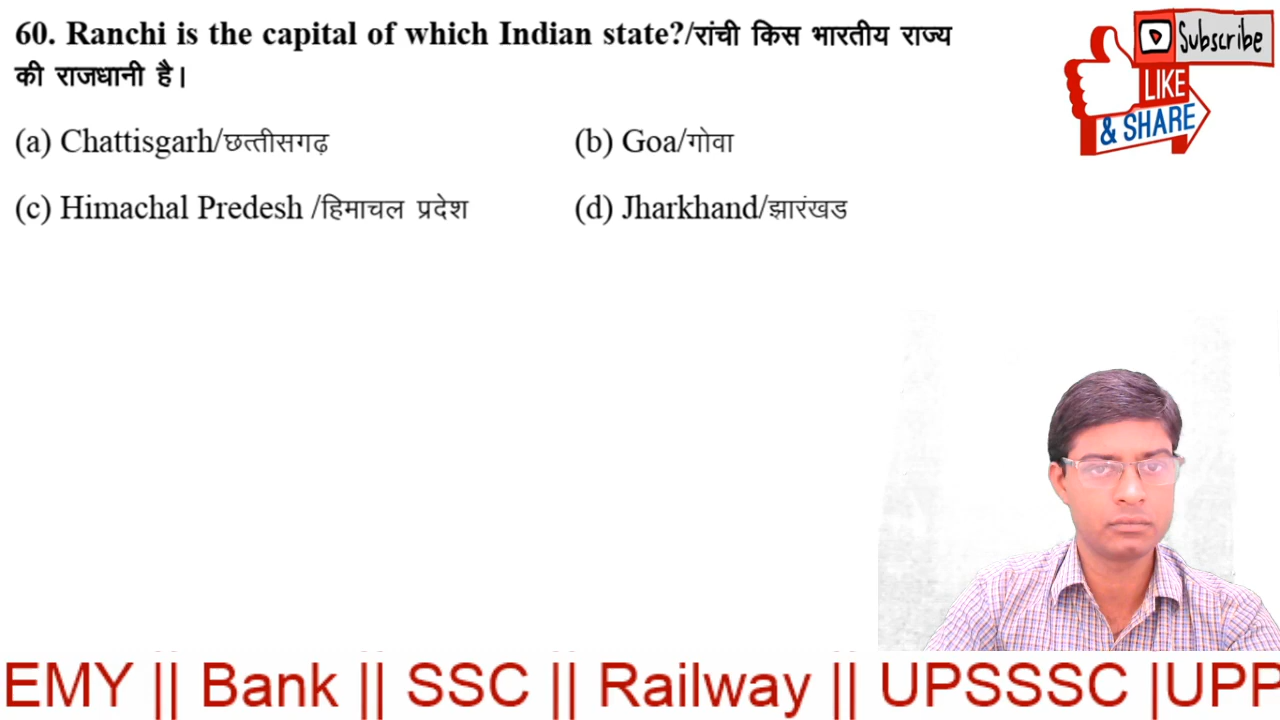 60. Ranchi is the capital of which Indian state?/रांची किस भारतीय राज्य
की राजधानी है।
(a) Chattisgarh/छत्तीसगढ़
(b) Goa/गोवा
(c) Himachal Predesh /हिमाचल प्रदेश
(d) Jharkhand/झारंखड
Subscribe
LIKE
& SHARE
EMY || Bank || SSC || Railway || UPSSSC |UPP